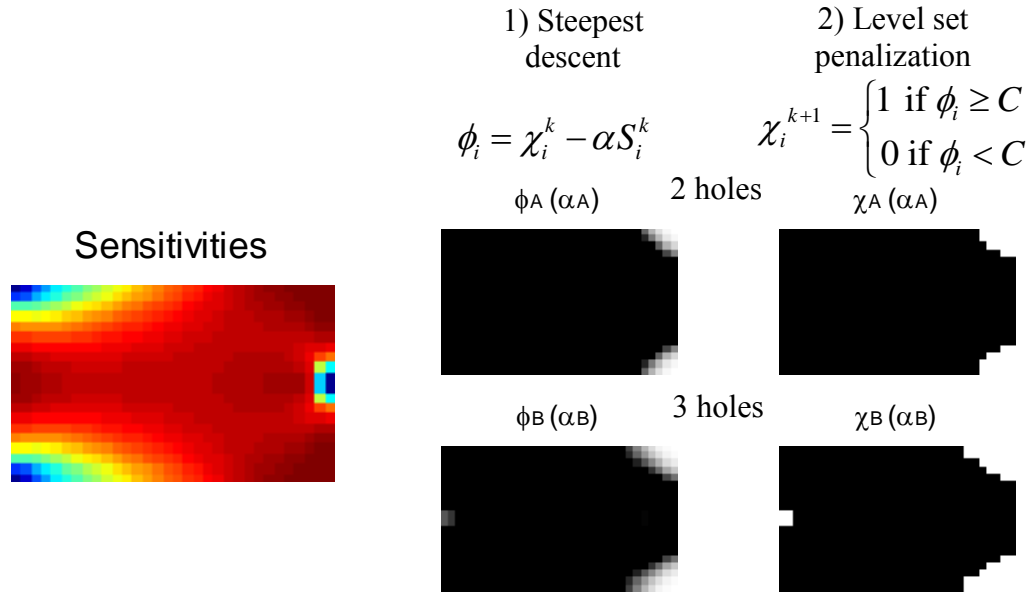 1) Steepest
descent
2) Level set
penalization
ϕᵢ = χᵢᵏ − αSᵢᵏ
χᵢᵏ⁺¹ = { 1 if ϕᵢ ≥ C
0 if ϕᵢ < C
2 holes
ϕA (αA)
χA (αA)
Sensitivities
3 holes
ϕB (αB)
χB (αB)